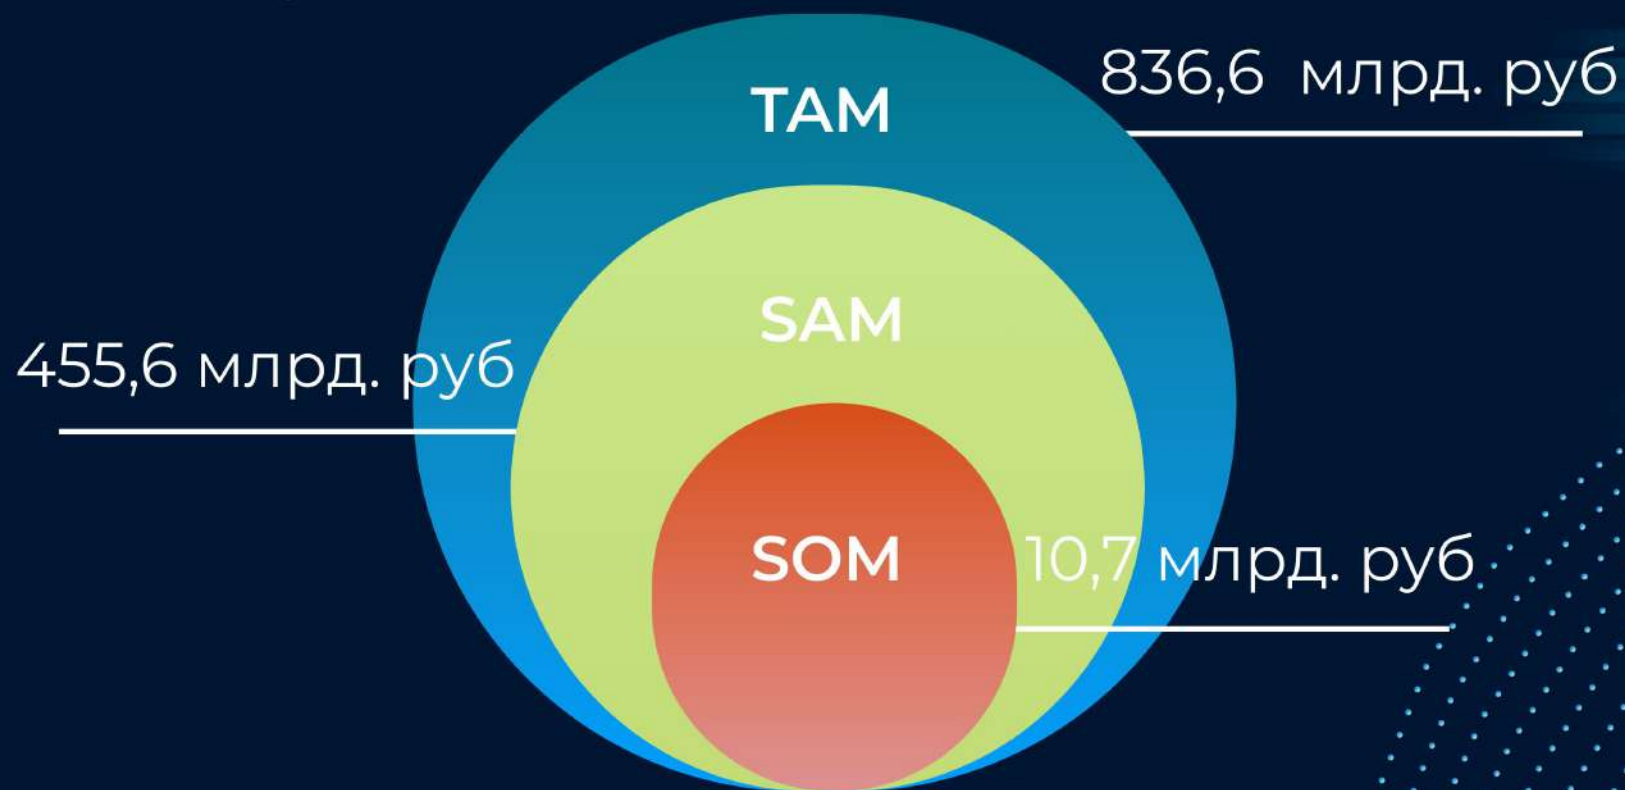 836,6 млрд. руб
TAM
SAM
455,6 млрд. руб
SOM
10,7 млрд. руб